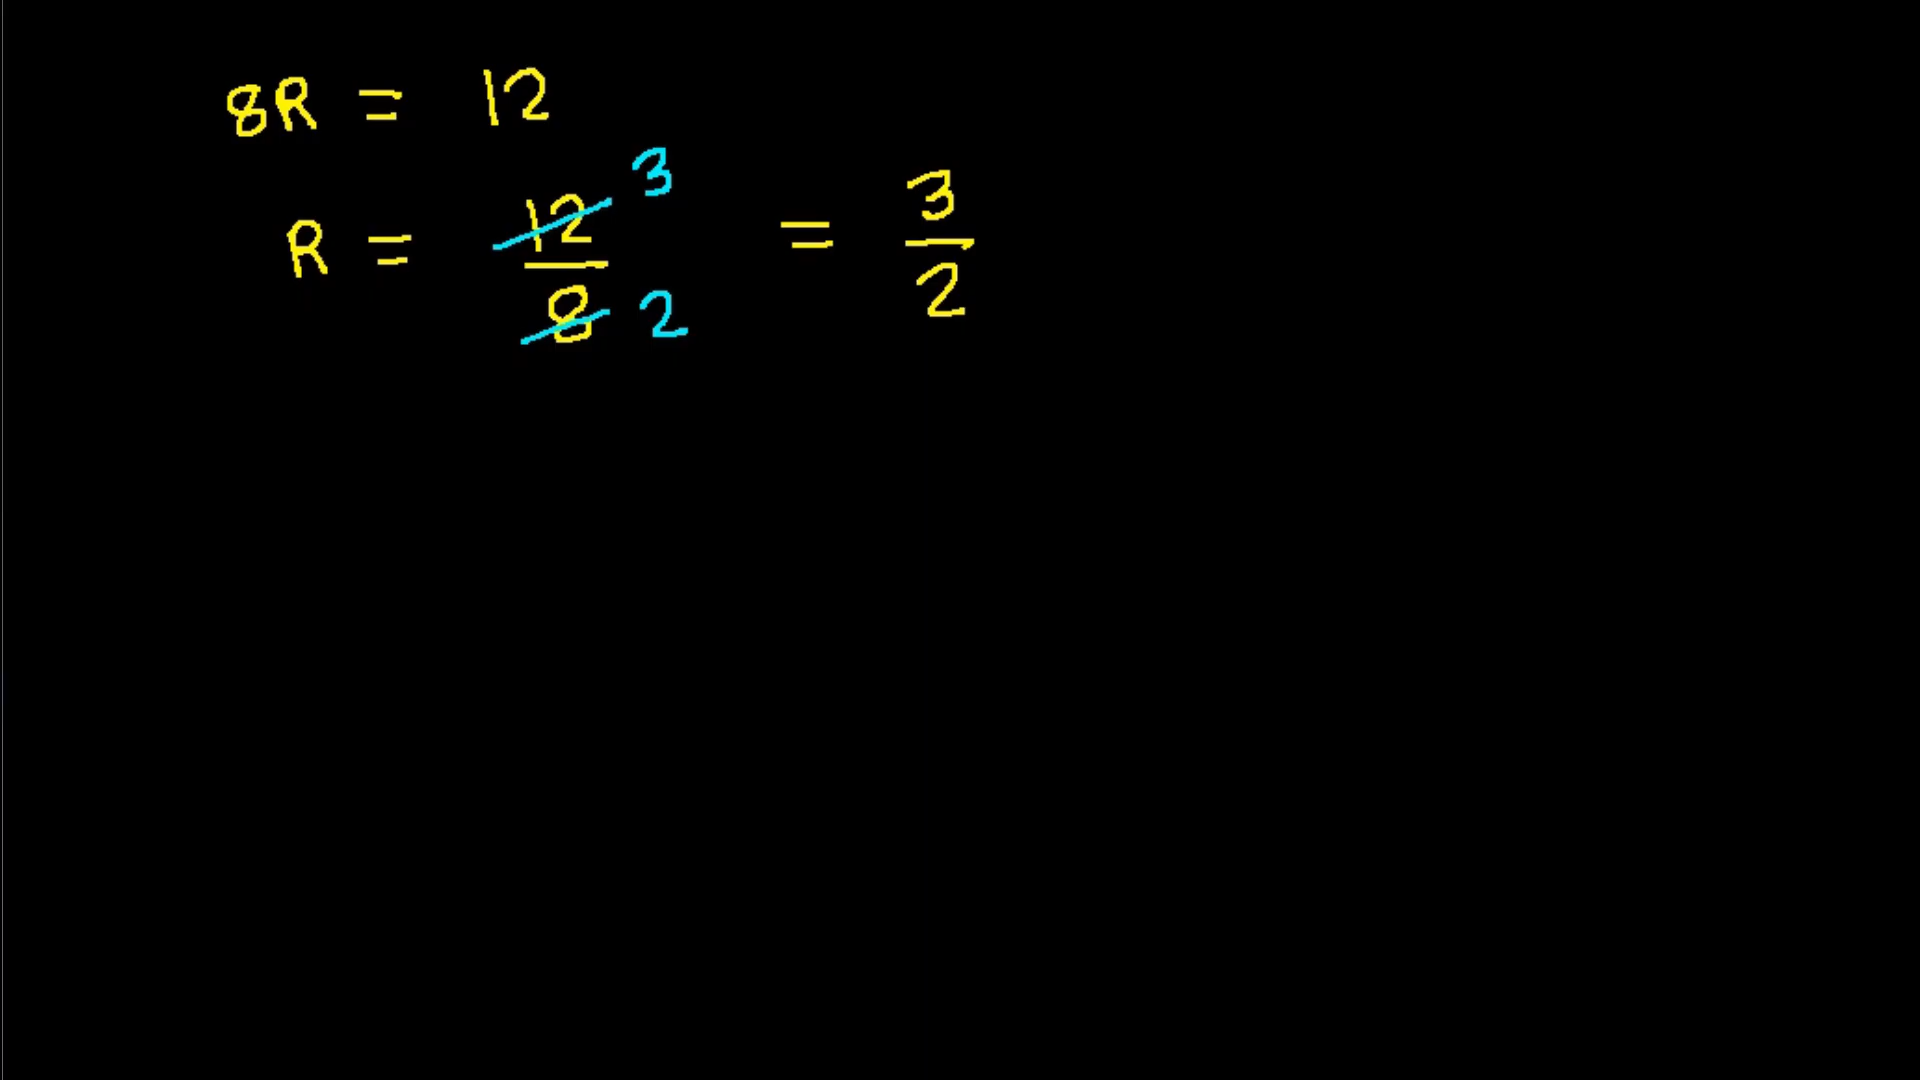 8R = 12
R = 12/8 3/2 = 3/2